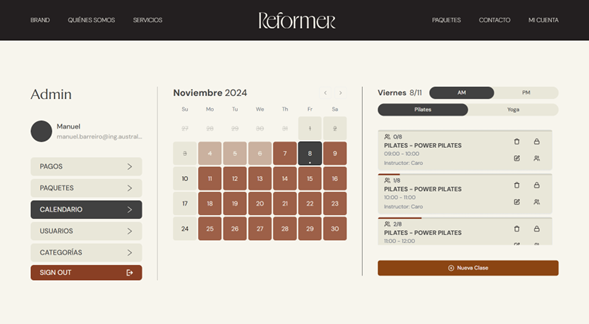 BRAND QUIÉNES SOMOS SERVICIOS Reformer PAQUETES CONTACTO MI CUENTA
Admin
Manuel
manuel.barreiro@ing.austral...
PAGOS
PAQUETES
CALENDARIO
USUARIOS
CATEGORÍAS
SIGN OUT
Noviembre 2024
Su Mo Tu We Th Fr Sa
27 28 29 30 31 1 2
3 4 5 6 7 8 9
10 11 12 13 14 15 16
17 18 19 20 21 22 23
24 25 26 27 28 29 30
Viernes 8/11 AM PM
Pilates Yoga
0/8
PILATES - POWER PILATES
09:00 - 10:00
Instructor: Caro
1/8
PILATES - POWER PILATES
10:00 - 11:00
Instructor: Caro
2/8
PILATES - POWER PILATES
11:00 - 12:00
Nueva Clase